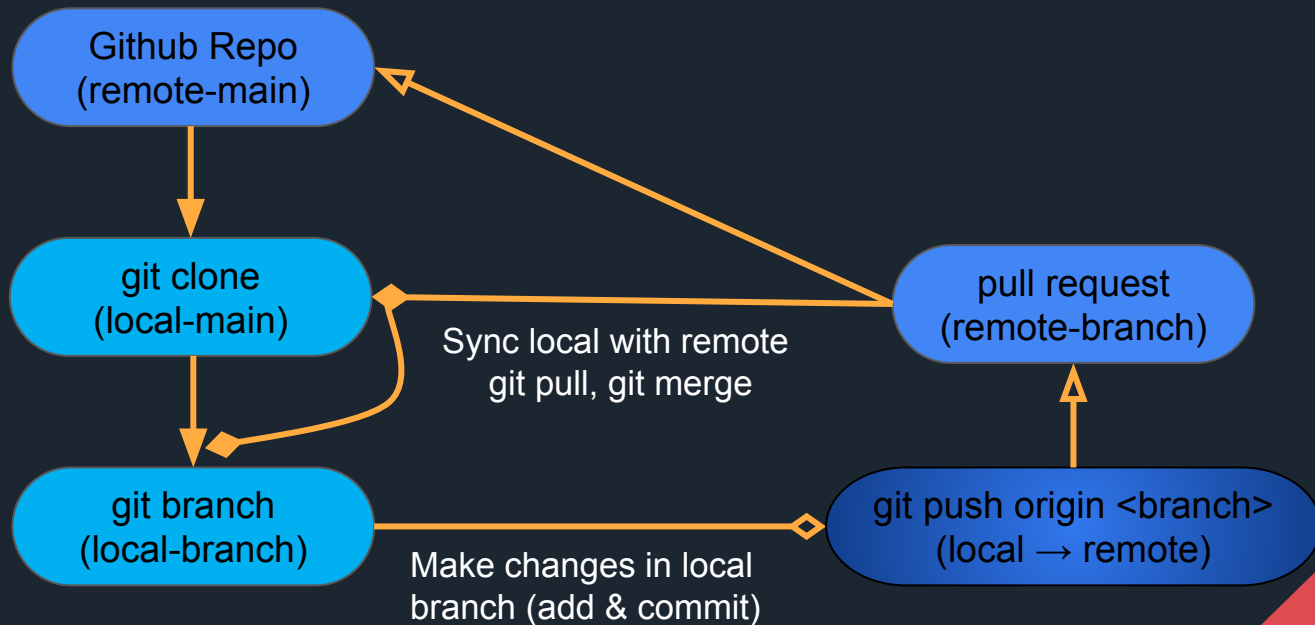 Github Repo
(remote-main)
git clone
(local-main)
pull request
(remote-branch)
Sync local with remote
git pull, git merge
git branch
(local-branch)
git push origin <branch>
(local → remote)
Make changes in local
branch (add & commit)